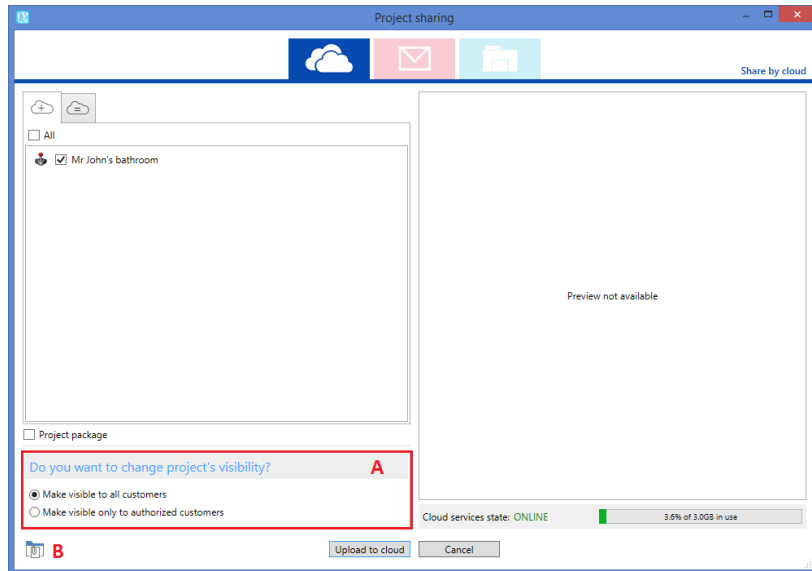 Project sharing
Share by cloud
All
Mr John's bathroom
Preview not available
Project package
Do you want to change project's visibility?
A
Make visible to all customers
Make visible only to authorized customers
Cloud services state: ONLINE
3.6% of 3.0GB in use
B
Upload to cloud
Cancel